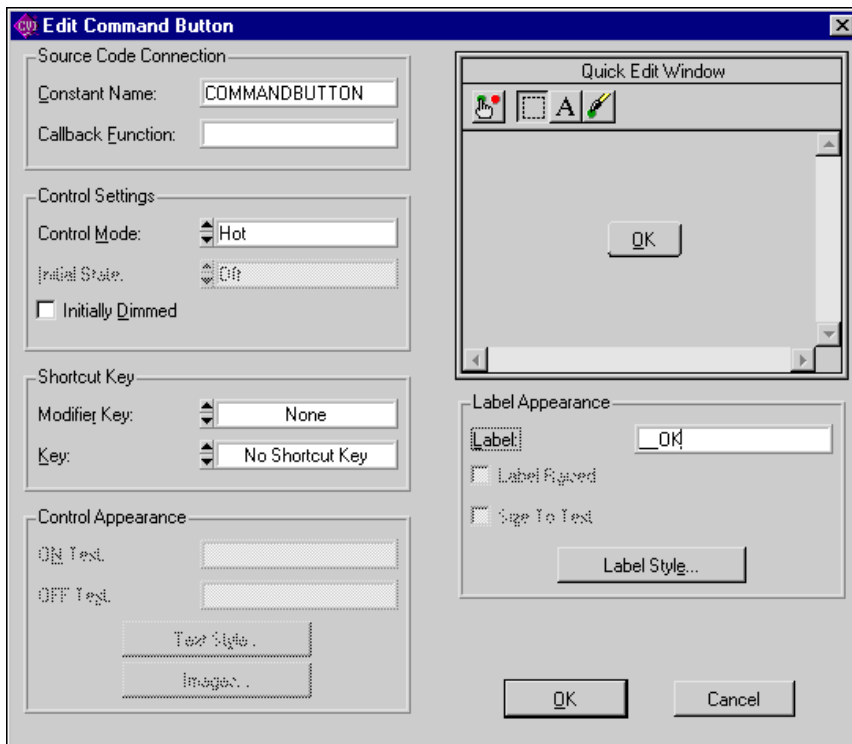 CVI Edit Command Button
Source Code Connection
Constant Name: COMMANDBUTTON
Callback Function:
Control Settings
Control Mode: Hot
Initial State: Off
Initially Dimmed
Shortcut Key
Modifier Key: None
Key: No Shortcut Key
Control Appearance
ON Text:
OFF Text:
Text Style...
Images...
Quick Edit Window
A
OK
Label Appearance
Label: __OK
Label Raised
Size To Text
Label Style...
OK Cancel